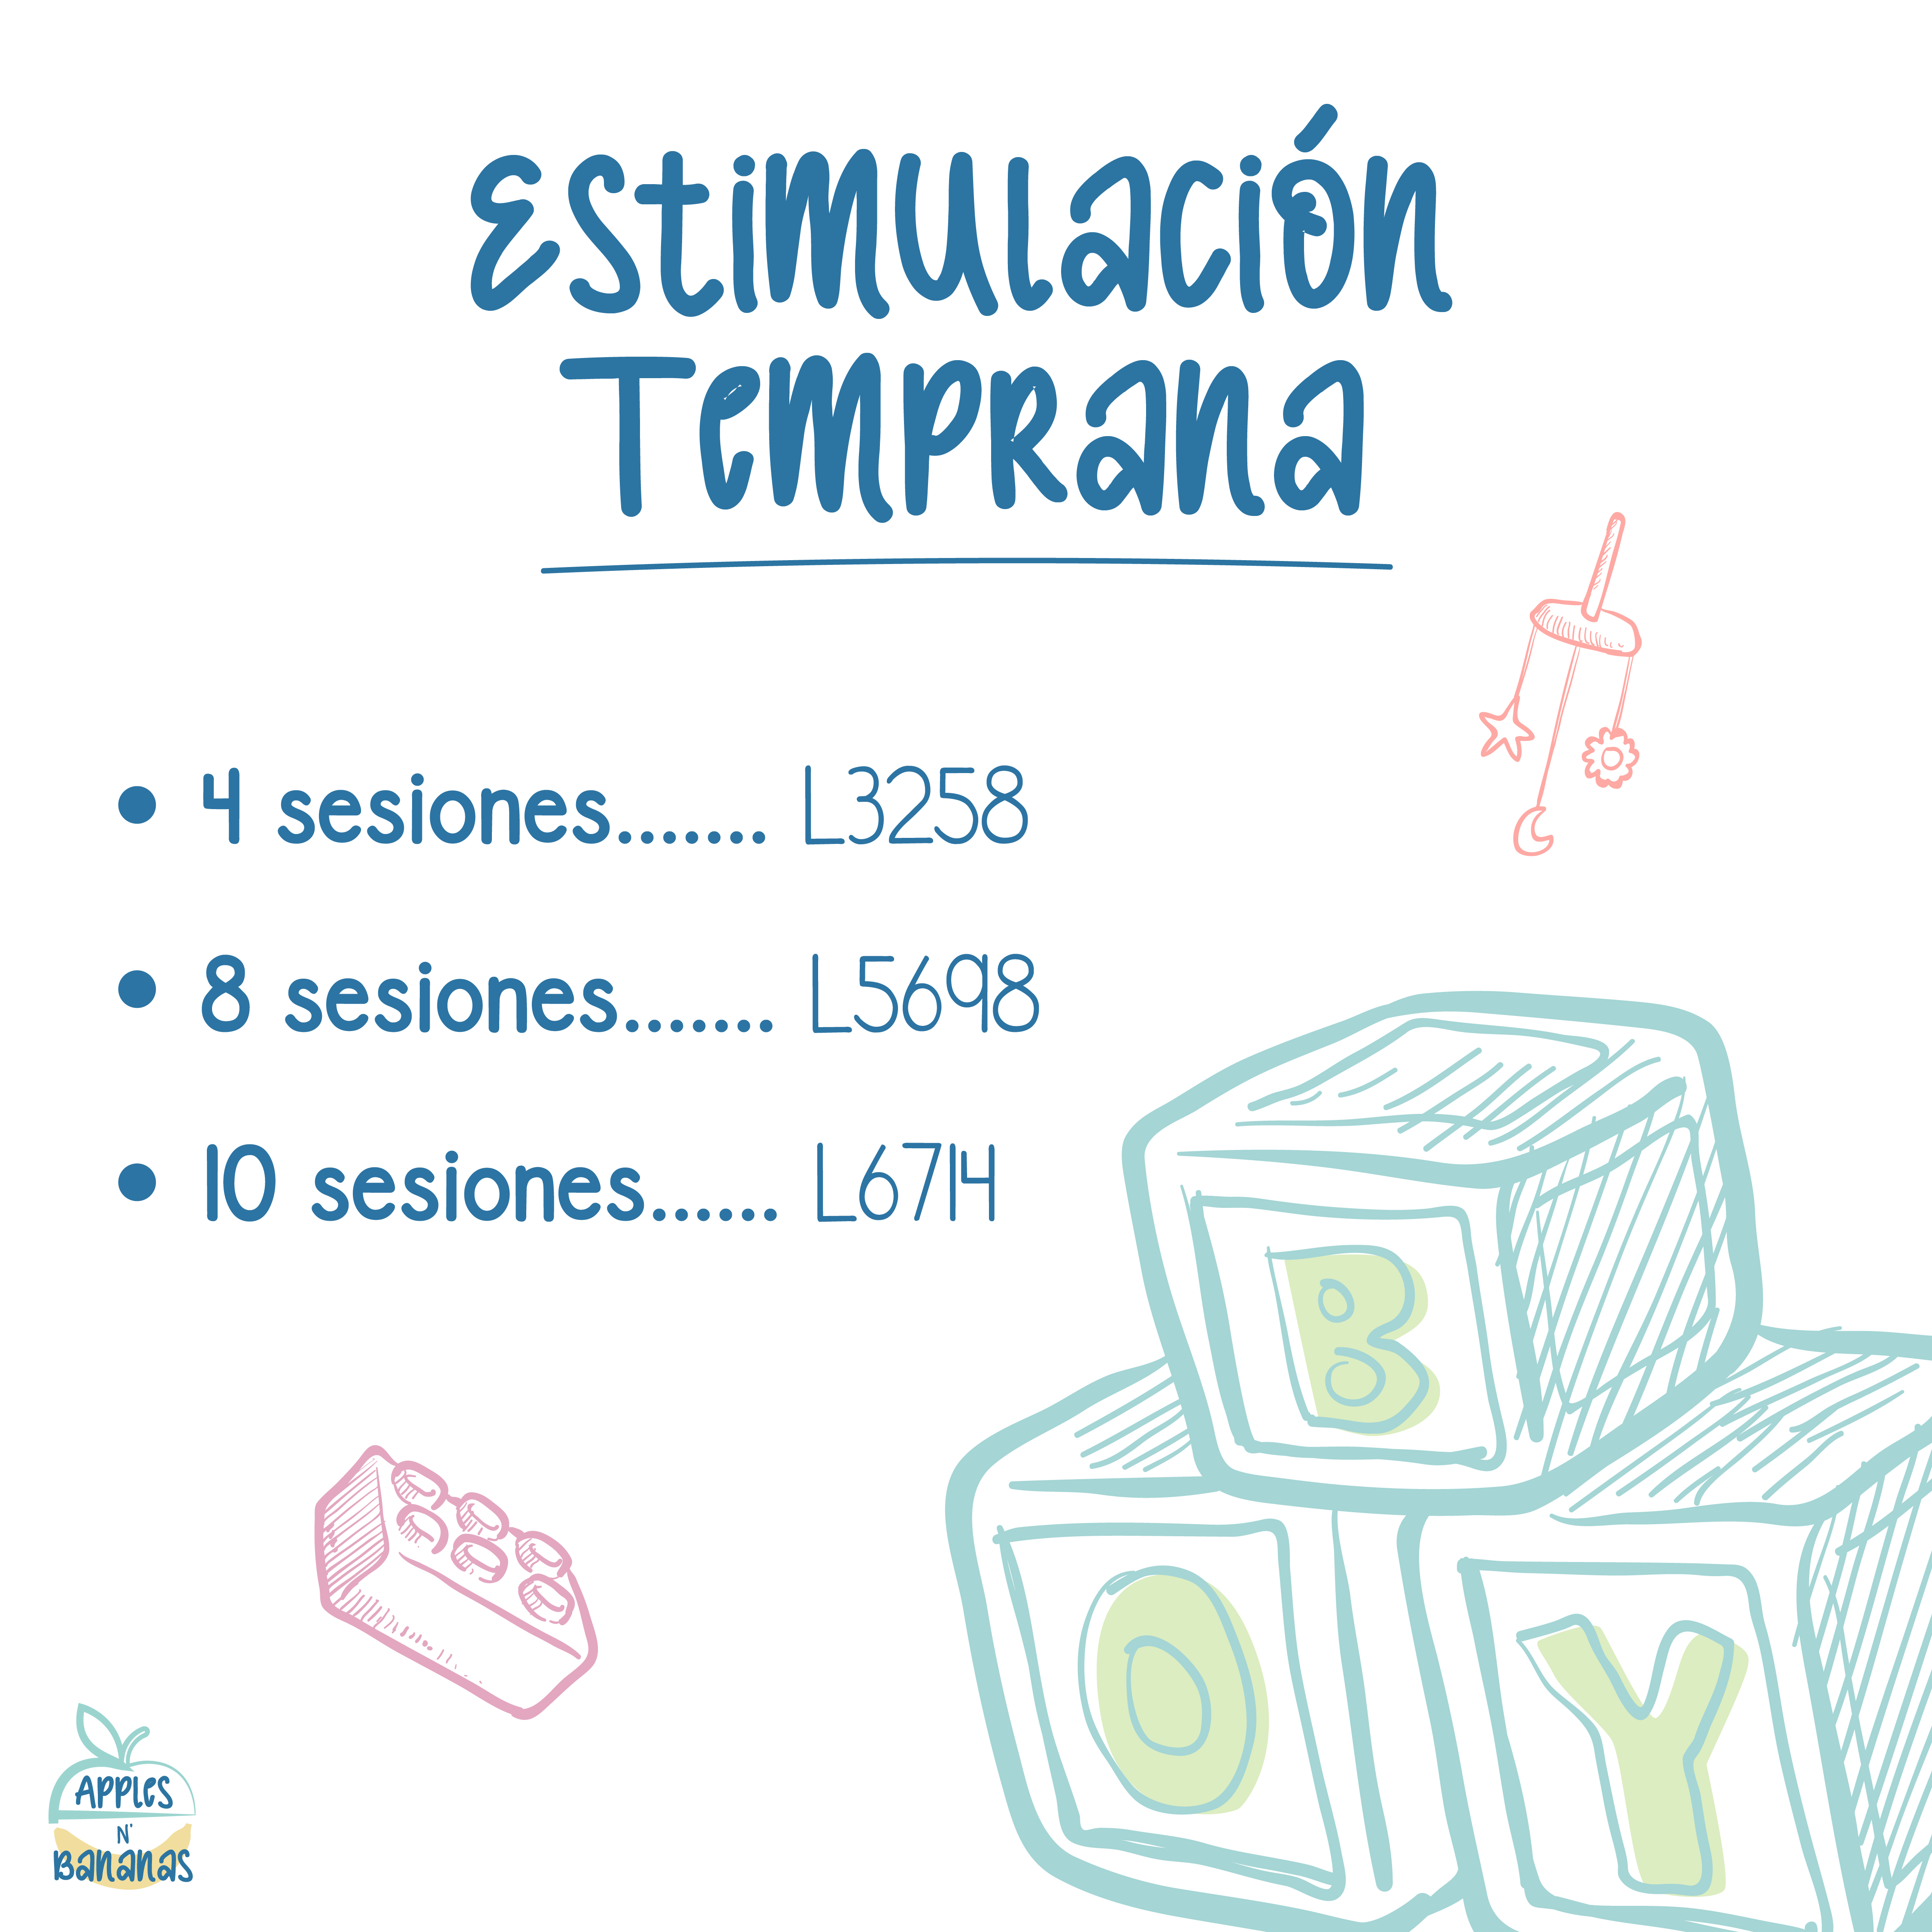 Estimulación
Temprana
• 4 sesiones....... L3258
• 8 sesiones....... L5698
• 10 sesiones...... L6714
B
O
Y
Apples
N'
Bananas